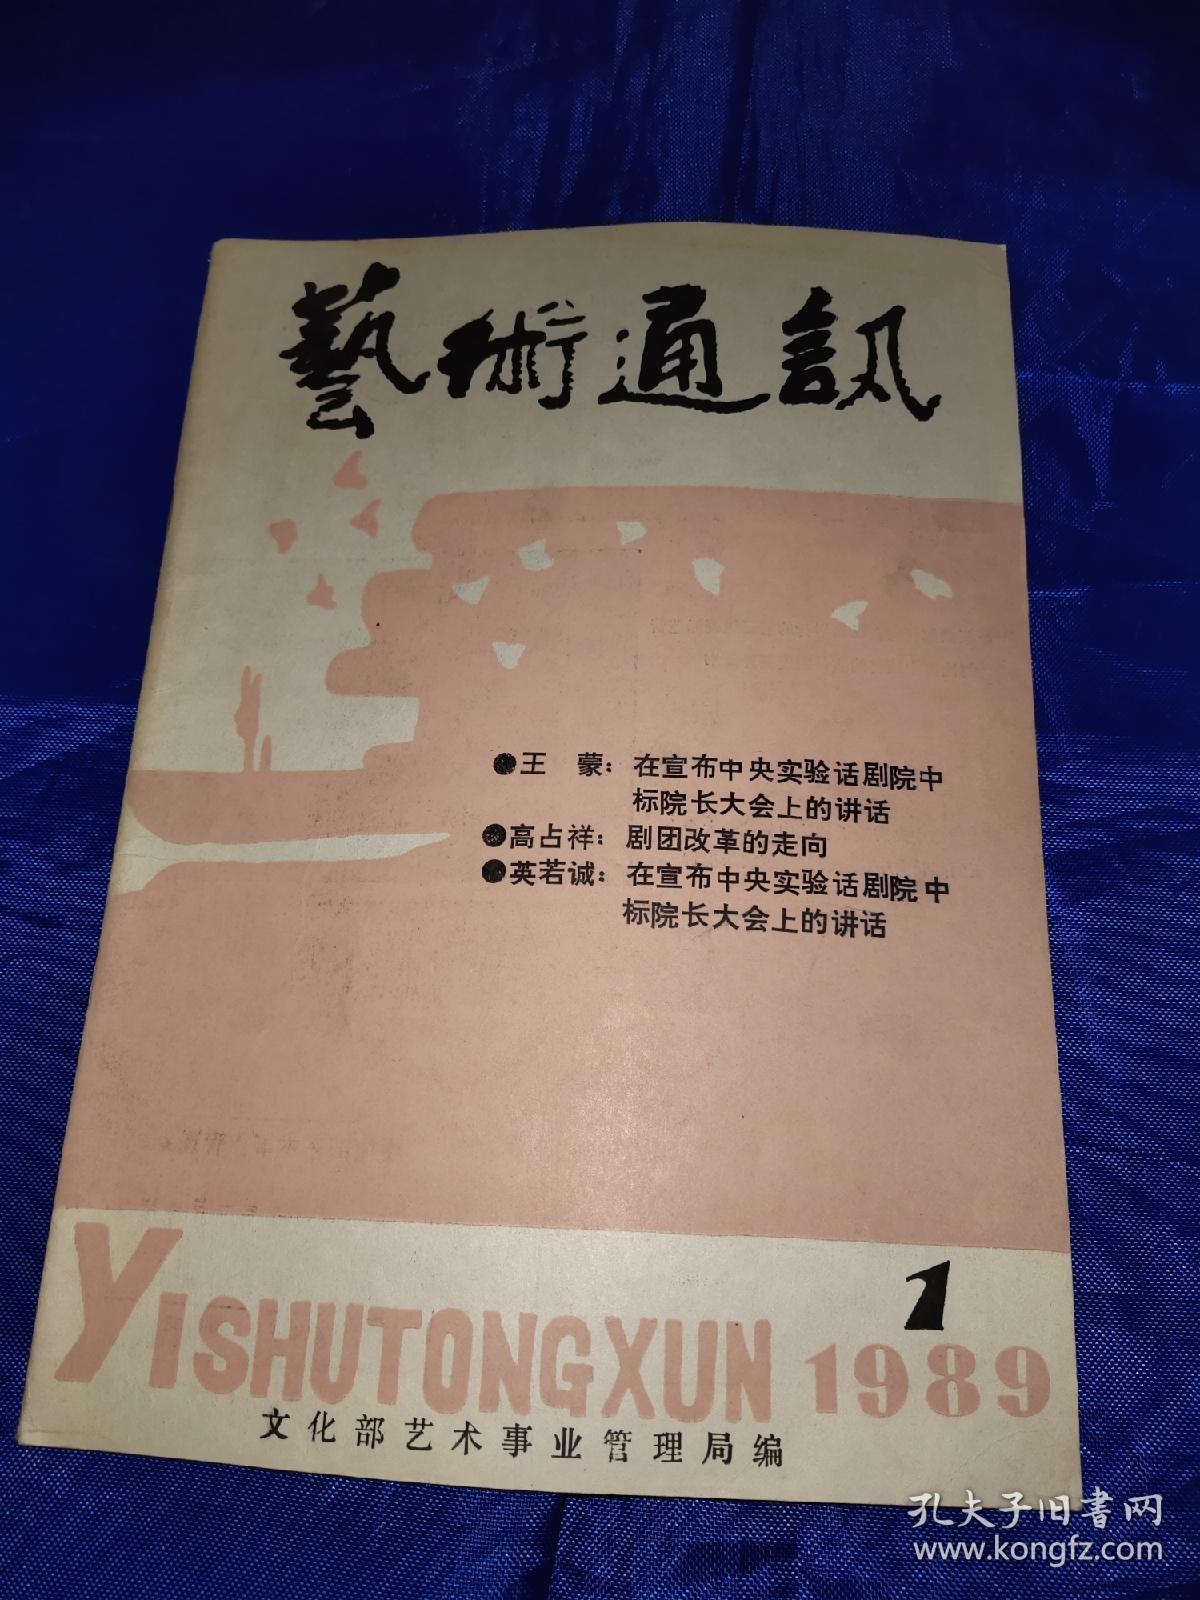 藝術通訊
●王　蒙：在宣布中央实验话剧院中
标院长大会上的讲话
●高占祥：剧团改革的走向
●英若诚：在宣布中央实验话剧院中
标院长大会上的讲话
1
YISHUTONGXUN 1989
文化部艺术事业管理局编
孔夫子旧书网
www.kongfz.com